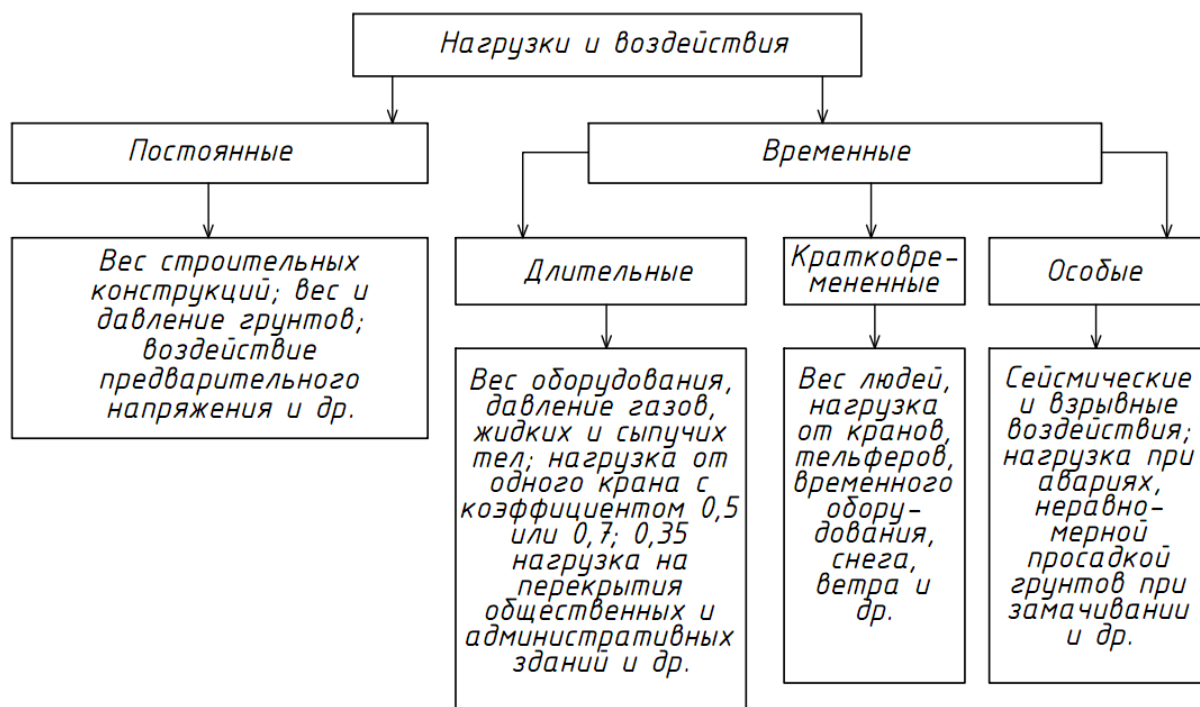 Нагрузки и воздействия
Постоянные
Временные
Вес строительных
конструкций; вес и
давление грунтов;
воздействие
предварительного
напряжения и др.
Длительные
Кратковре-
мененные
Особые
Вес оборудования,
давление газов,
жидких и сыпучих
тел; нагрузка от
одного крана с
коэффициентом 0,5
или 0,7; 0,35
нагрузка на
перекрытия
общественных и
административных
зданий и др.
Вес людей,
нагрузка
от кранов,
тельферов,
временного
обору-
дования,
снега,
ветра и
др.
Сейсмические
и взрывные
воздействия;
нагрузка при
авариях,
неравно-
мерной
просадкой
грунтов при
замачивании
и др.